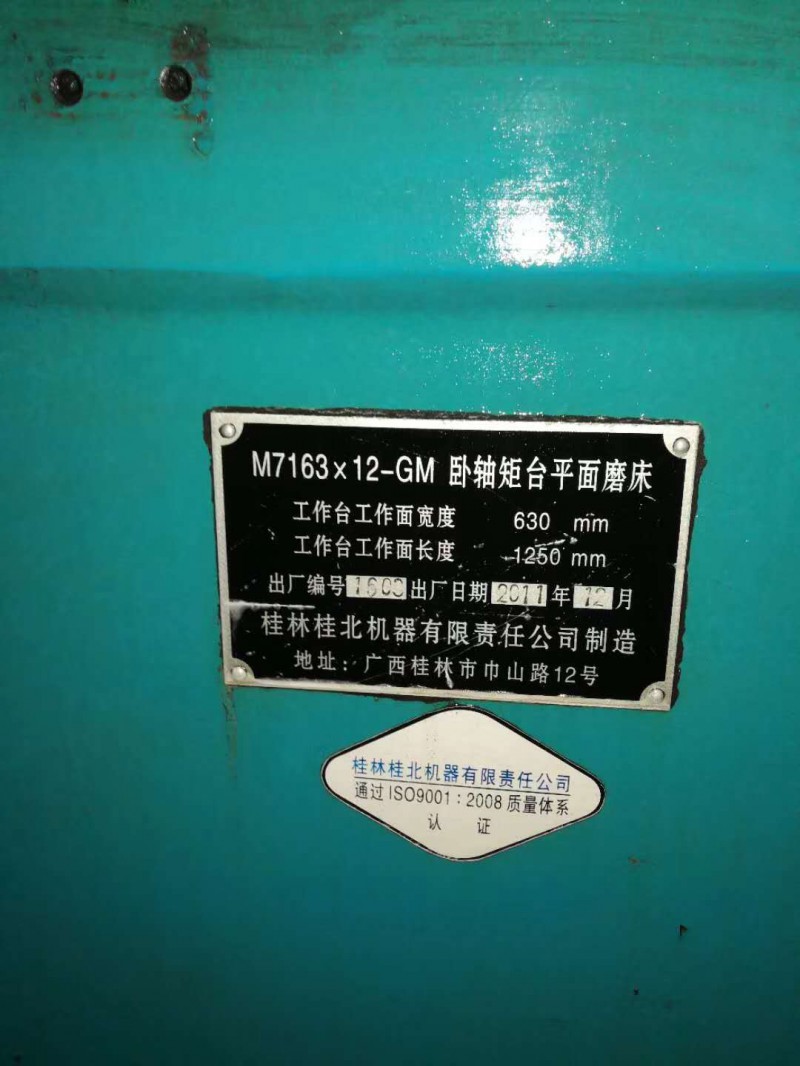 M7163×12-GM 卧轴矩台平面磨床
工作台工作面宽度 630 mm
工作台工作面长度 1250 mm
出厂编号 1603 出厂日期 2011 年 12 月
桂林桂北机器有限责任公司制造
地址：广西桂林市巾山路12号
桂林桂北机器有限责任公司
通过 ISO9001：2008 质量体系
认 证